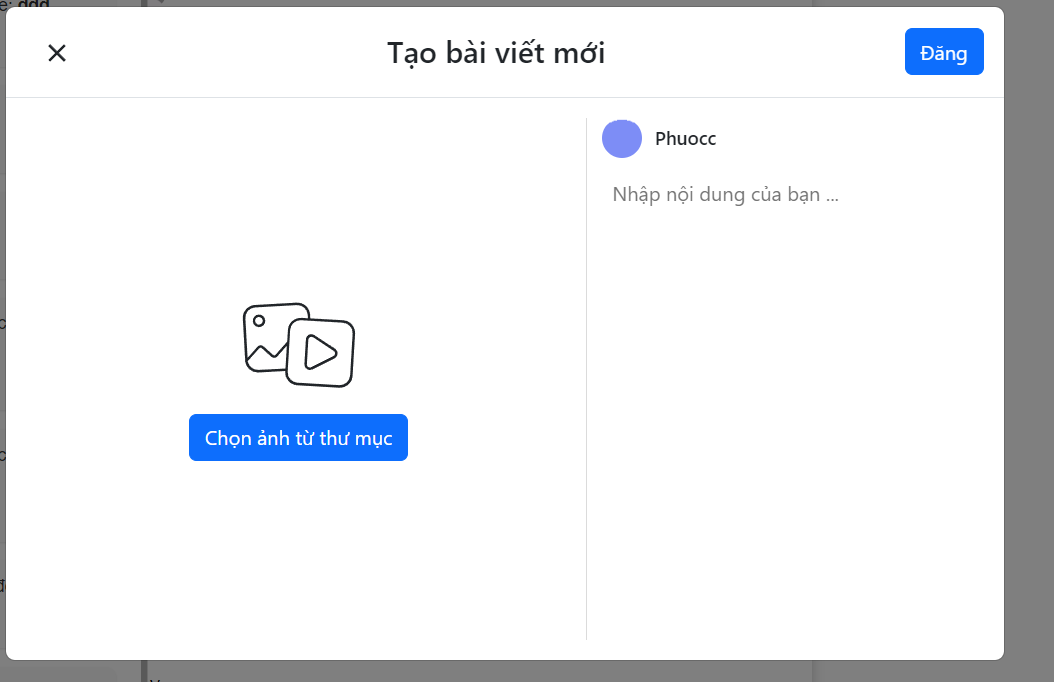 Tạo bài viết mới
Đăng
Phuocc
Nhập nội dung của bạn ...
Chọn ảnh từ thư mục